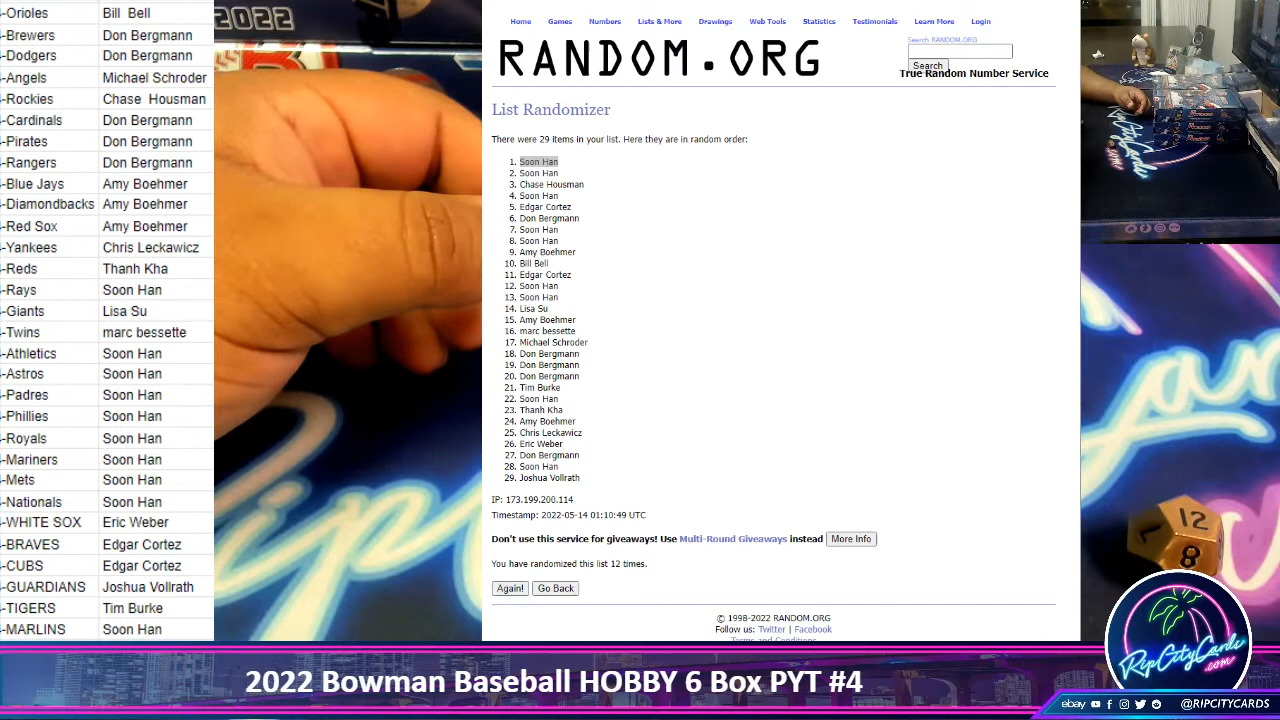 -Orioles Bill Bell
-Brewers Don Bergmann
-Dodgers Don Bergmann
-Angels Michael Schroder
-Rockies Chase Housman
-Cardinals Don Bergmann
-Pirates Don Bergmann
-Rangers Don Bergmann
-Blue Jays Amy Boehmer
-Diamondbacks Amy Boehmer
-Red Sox Amy Boehmer
-Yankees Chris Leckawicz
-Reds Thanh Kha
-Rays Soon Han
-Giants Lisa Su
-Twins marc bessette
-Athletics Soon Han
-Astros Soon Han
-Padres Soon Han
-Phillies Soon Han
-Royals Soon Han
-Mariners Soon Han
-Mets Soon Han
-Nationals Soon Han
-WHITE SOX Eric Weber
-BRAVES Edgar Cortez
-CUBS Edgar Cortez
-GUARDIANS Joshua Vollrath
-TIGERS Tim Burke
-MARLINS Soon Han
2022
Home Games Numbers Lists & More Drawings Web Tools Statistics Testimonials Learn More Login
RANDOM.ORG
Search RANDOM.ORG
Search
True Random Number Service
List Randomizer
There were 29 items in your list. Here they are in random order:
1. Soon Han
2. Soon Han
3. Chase Housman
4. Soon Han
5. Edgar Cortez
6. Don Bergmann
7. Soon Han
8. Soon Han
9. Amy Boehmer
10. Bill Bell
11. Edgar Cortez
12. Soon Han
13. Soon Han
14. Lisa Su
15. Amy Boehmer
16. marc bessette
17. Michael Schroder
18. Don Bergmann
19. Don Bergmann
20. Don Bergmann
21. Tim Burke
22. Soon Han
23. Thanh Kha
24. Amy Boehmer
25. Chris Leckawicz
26. Eric Weber
27. Don Bergmann
28. Soon Han
29. Joshua Vollrath
IP: 173.199.200.114
Timestamp: 2022-05-14 01:10:49 UTC
Don't use this service for giveaways! Use Multi-Round Giveaways instead More Info
You have randomized this list 12 times.
Again! Go Back
© 1998-2022 RANDOM.ORG
Follow us: Twitter | Facebook
Terms and Conditions
12
8
RipCityCards
.com
2022 Bowman Baseball HOBBY 6 Box PYT #4
ebay @RIPCITYCARDS